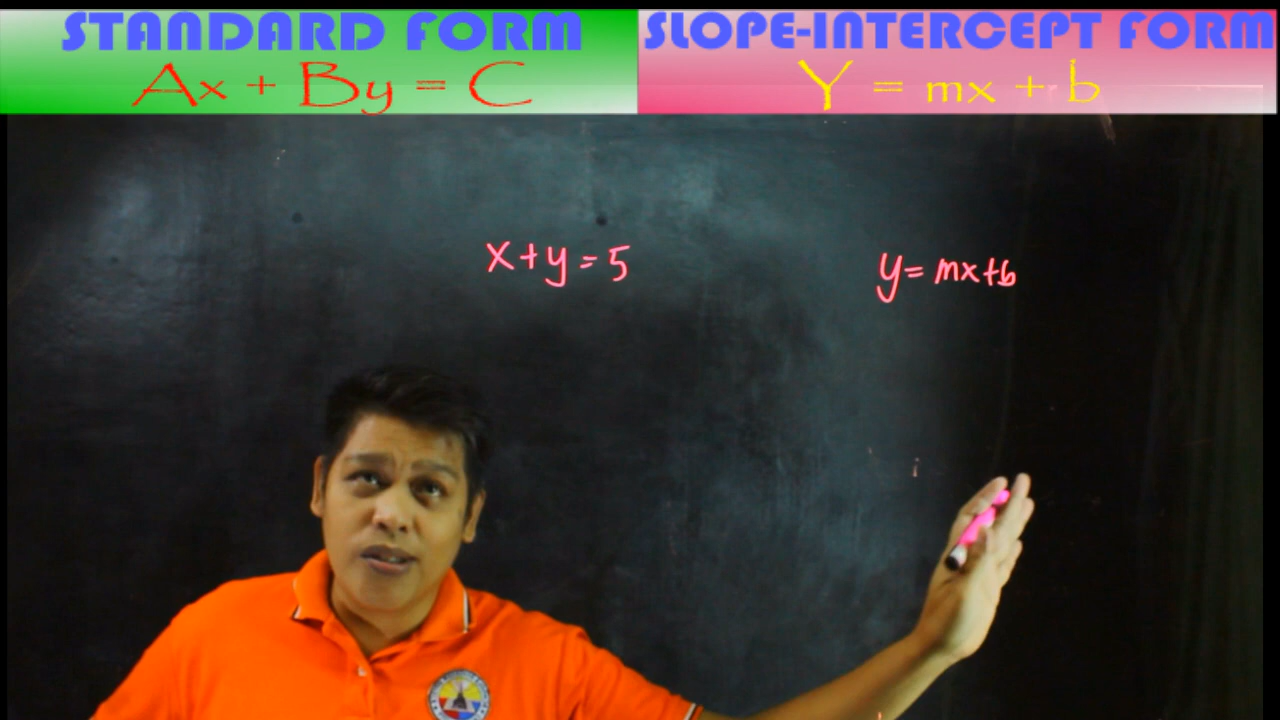 STANDARD FORM
Ax + By = C
SLOPE-INTERCEPT FORM
Y = mx + b
x+y=5
y=mx+b